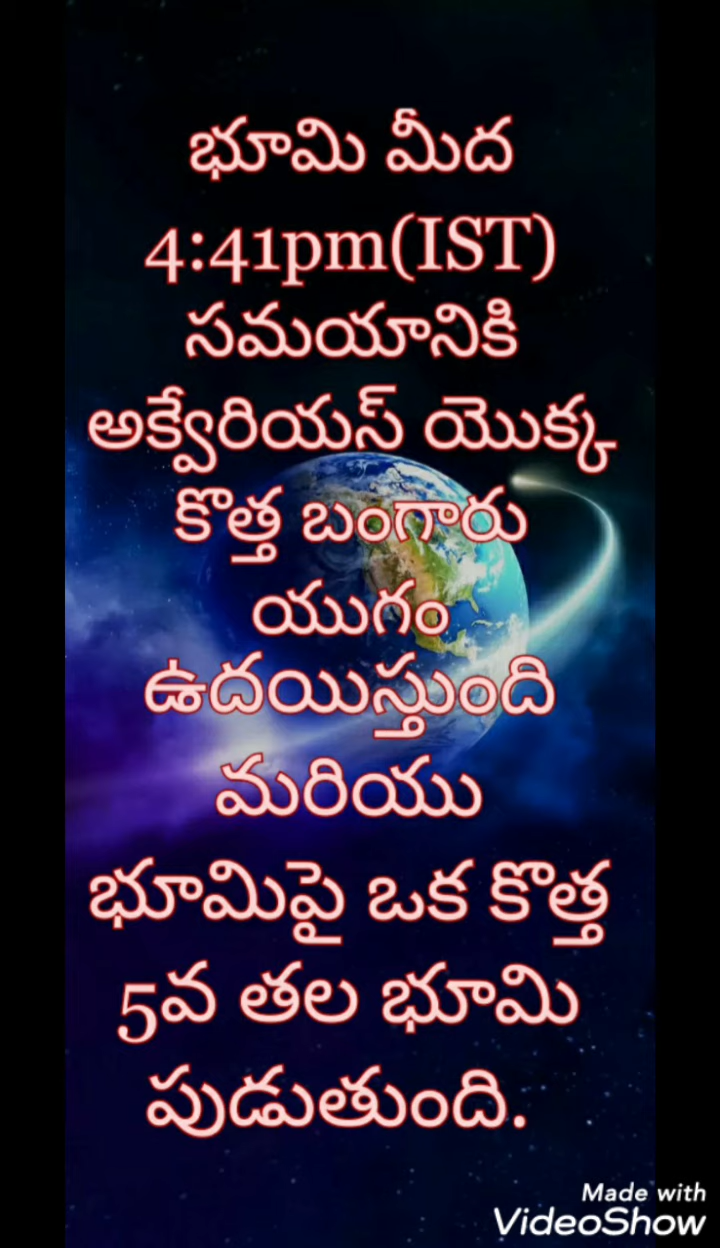 భూమి మీద
4:41pm(IST)
సమయానికి
అక్వేరియస్ యొక్క
కొత్త బంగారు
యుగం
ఉదయిస్తుంది
మరియు
భూమిపై ఒక కొత్త
5వ తల భూమి
పుడుతుంది.
Made with
VideoShow